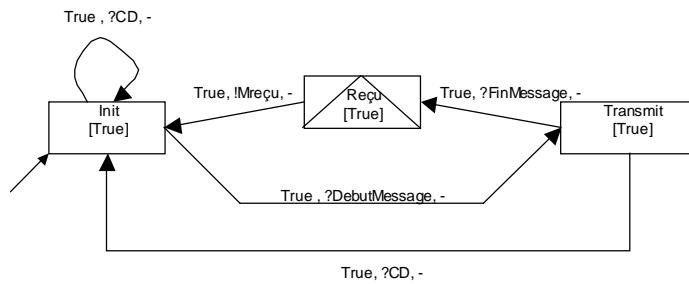 True , ?CD, -
True, !Mreçu, -
Reçu
[True]
True, ?FinMessage, -
Init
[True]
Transmit
[True]
True , ?DebutMessage, -
True, ?CD, -